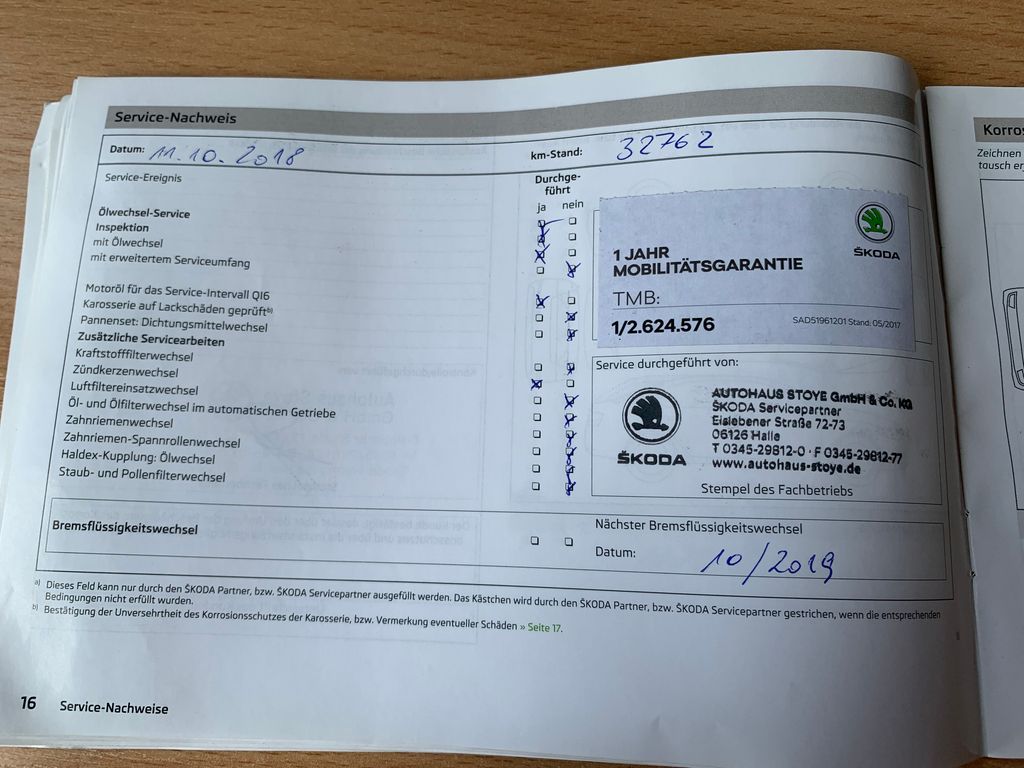 Service-Nachweis
Datum: 11.10.2018
km-Stand: 32762
Service-Ereignis
Durchge-
führt
ja nein
Ölwechsel-Service
Inspektion
mit Ölwechsel
mit erweitertem Serviceumfang
Motoröl für das Service-Intervall QI6
Karosserie auf Lackschäden geprüft b)
Pannenset: Dichtungsmittelwechsel
Zusätzliche Servicearbeiten
Kraftstofffilterwechsel
Zündkerzenwechsel
Luftfiltereinsatzwechsel
Öl- und Ölfilterwechsel im automatischen Getriebe
Zahnriemenwechsel
Zahnriemen-Spannrollenwechsel
Haldex-Kupplung: Ölwechsel
Staub- und Pollenfilterwechsel
ŠKODA
1 JAHR
MOBILITÄTSGARANTIE
TMB:
1/2.624.576
SAD51961201 Stand: 05/2017
Service durchgeführt von:
ŠKODA
AUTOHAUS STOYE GmbH & Co. KG
ŠKODA Servicepartner
Eislebener Straße 72-73
06126 Halle
T 0345-29812-0 · F 0345-29812-77
www.autohaus-stoye.de
Stempel des Fachbetriebs
Bremsflüssigkeitswechsel
Nächster Bremsflüssigkeitswechsel
Datum: 10/2019
a) Dieses Feld kann nur durch den ŠKODA Partner, bzw. ŠKODA Servicepartner ausgefüllt werden. Das Kästchen wird durch den ŠKODA Partner, bzw. ŠKODA Servicepartner gestrichen, wenn die entsprechenden
Bedingungen nicht erfüllt wurden.
b) Bestätigung der Unversehrtheit des Korrosionsschutzes der Karosserie, bzw. Vermerkung eventueller Schäden » Seite 17.
16 Service-Nachweise
Korros
Zeichnen
tausch er